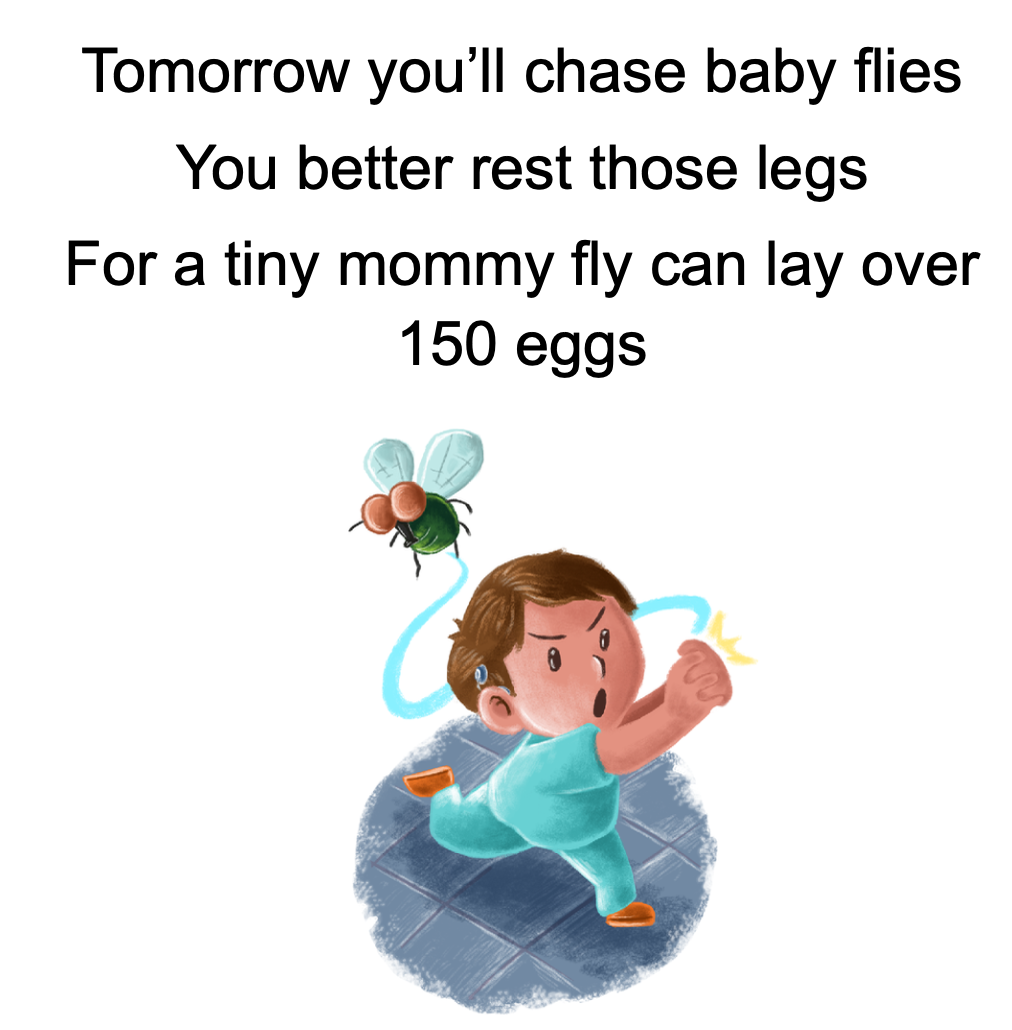 Tomorrow you’ll chase baby flies
You better rest those legs
For a tiny mommy fly can lay over
150 eggs